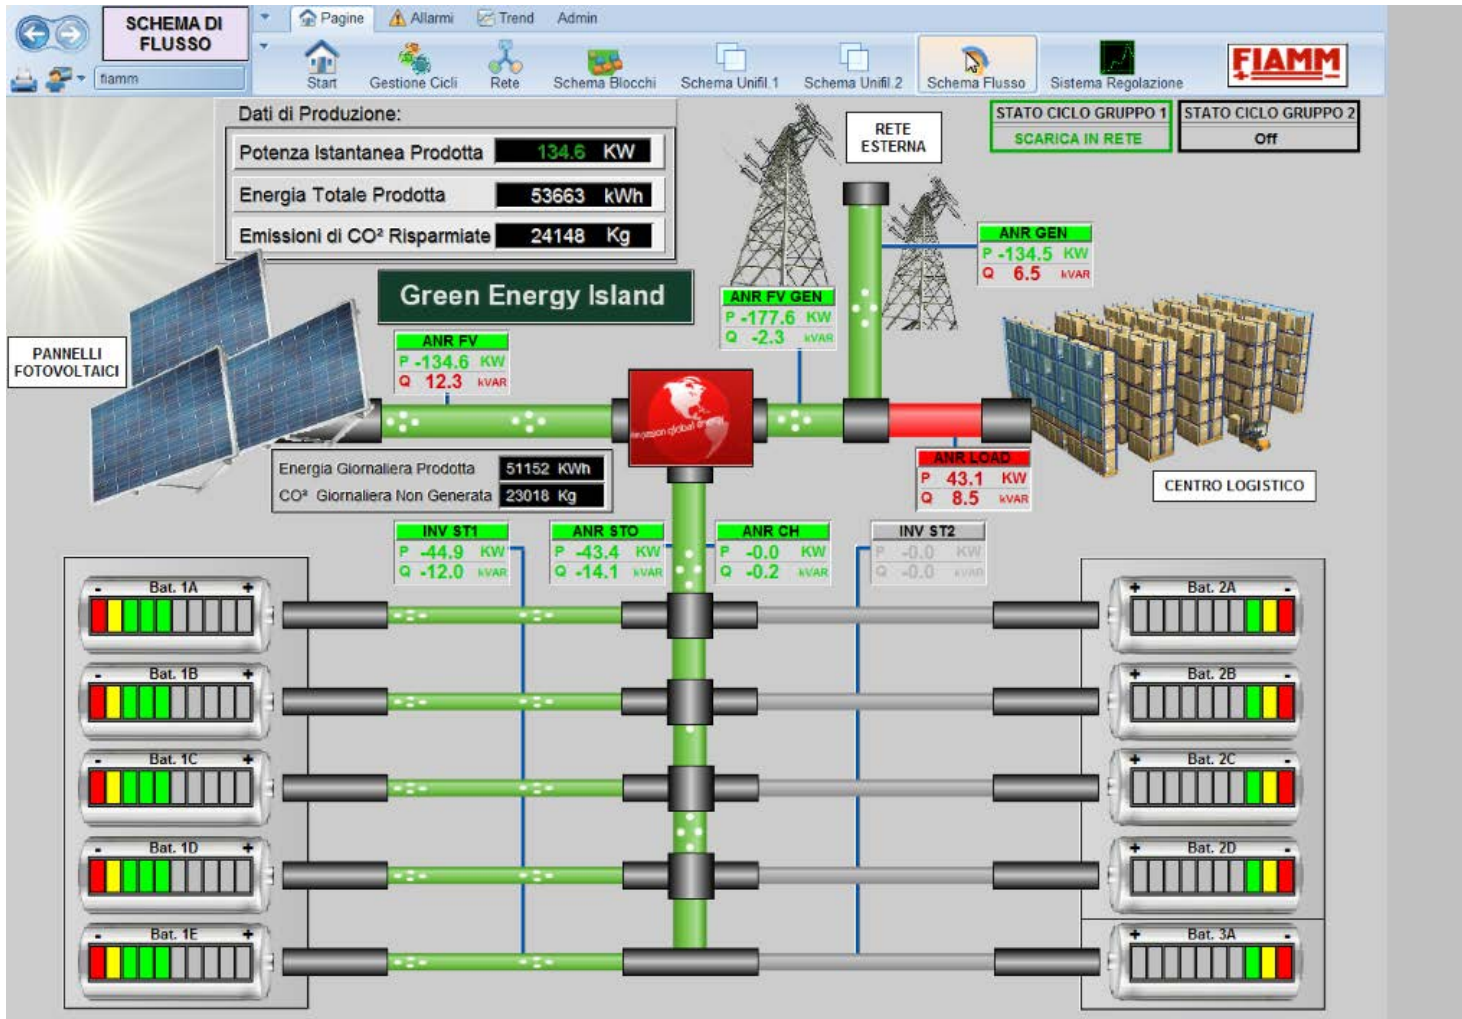 SCHEMA DI
FLUSSO
Pagine
Allarmi
Trend
Admin
fiamm
Start
Gestione Cicli
Rete
Schema Blocchi
Schema Unifil.1
Schema Unifil.2
Schema Flusso
Sistema Regolazione
FIAMM
Dati di Produzione:
Potenza Istantanea Prodotta 134.6 KW
Energia Totale Prodotta 53663 kWh
Emissioni di CO² Risparmiate 24148 Kg
RETE
ESTERNA
STATO CICLO GRUPPO 1
SCARICA IN RETE
STATO CICLO GRUPPO 2
Off
ANR GEN
P -134.5 KW
Q 6.5 kVAR
Green Energy Island
ANR FV GEN
P -177.6 KW
Q -2.3 kVAR
PANNELLI
FOTOVOLTAICI
ANR FV
P -134.6 KW
Q 12.3 kVAR
global energy
Energia Giornaliera Prodotta 51152 KWh
CO² Giornaliera Non Generata 23018 Kg
ANR LOAD
P 43.1 KW
Q 8.5 kVAR
CENTRO LOGISTICO
INV ST1
P -44.9 KW
Q -12.0 kVAR
ANR STO
P -43.4 KW
Q -14.1 kVAR
ANR CH
P -0.0 KW
Q -0.2 kVAR
INV ST2
P -0.0 KW
Q -0.0 kVAR
- Bat. 1A +
+ Bat. 2A -
- Bat. 1B +
+ Bat. 2B -
- Bat. 1C +
+ Bat. 2C -
- Bat. 1D +
+ Bat. 2D -
- Bat. 1E +
+ Bat. 3A -